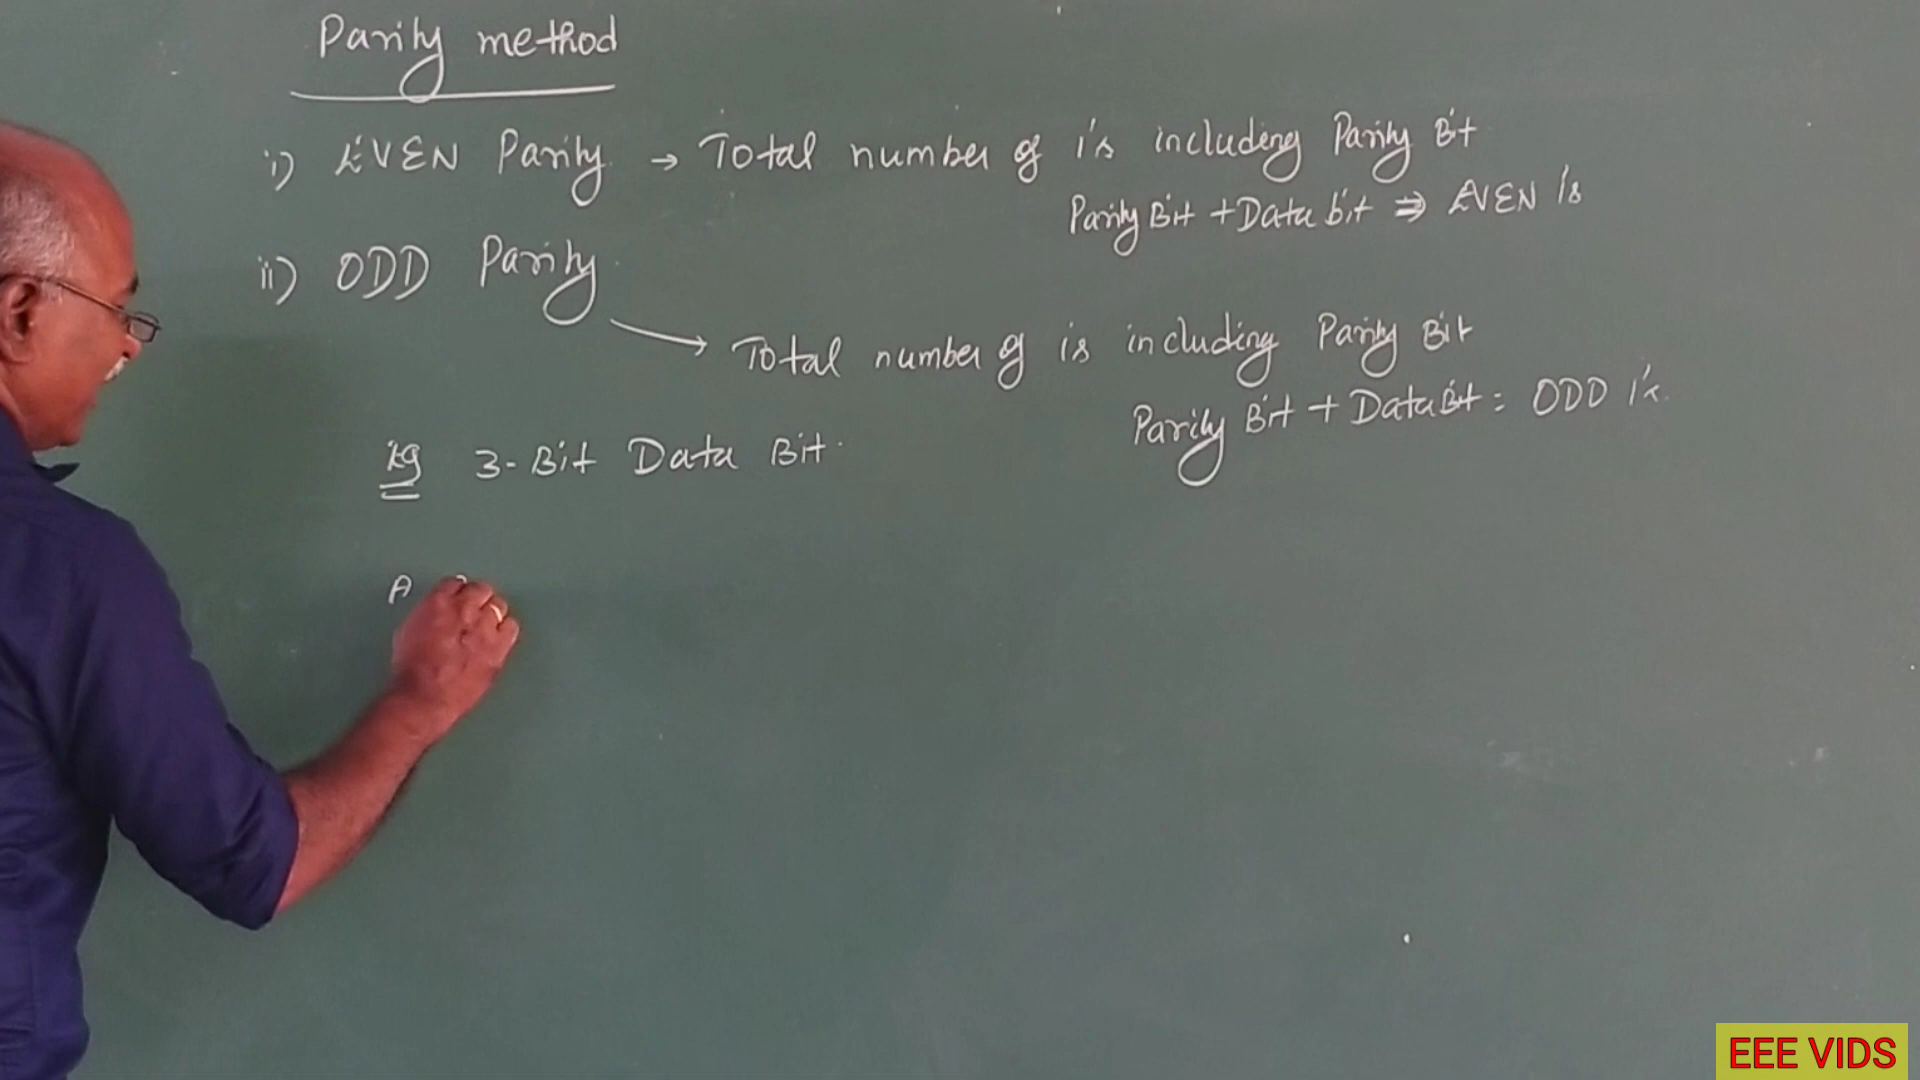 Parity method
i) EVEN Parity → Total number of 1's including Parity Bit
Parity Bit + Data bit ⇒ EVEN 1s
ii) ODD Parity
→ Total number of 1s including Parity Bit
Parity Bit + Data Bit = ODD 1's.
Eg 3-Bit Data Bit.
A
EEE VIDS